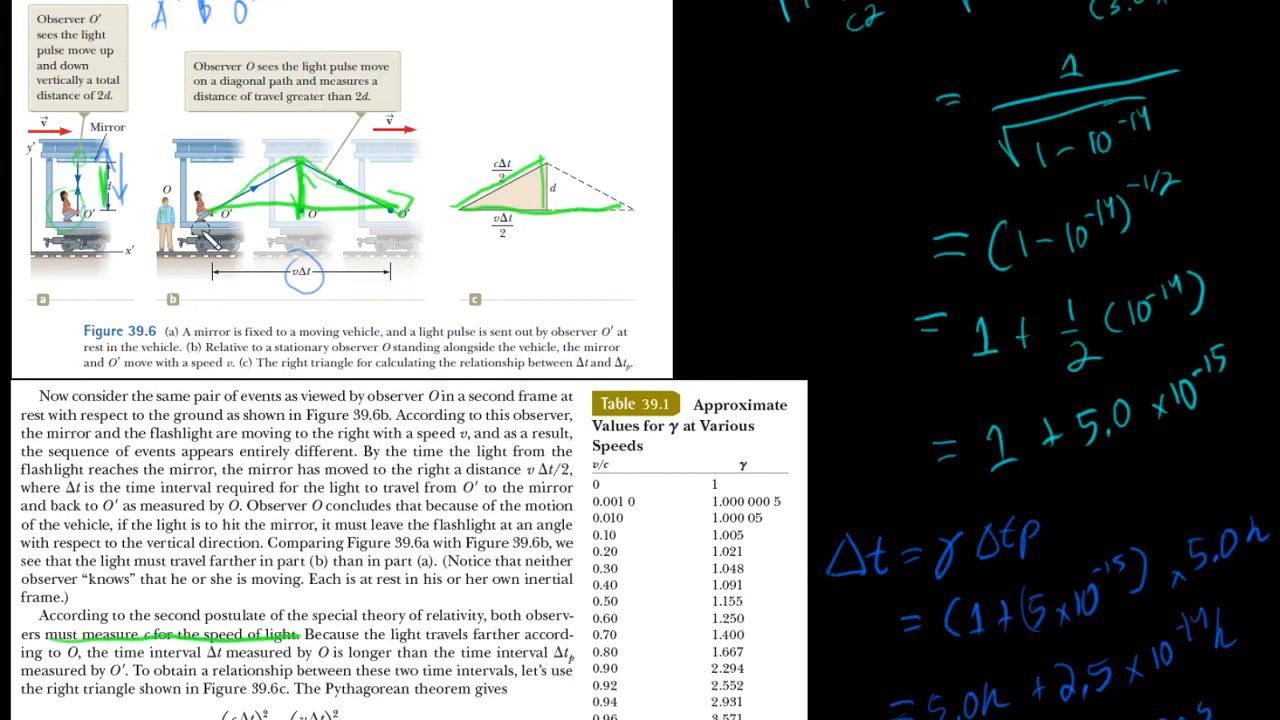 Observer O′
sees the light
pulse move up
and down
vertically a total
distance of 2d.
Observer O sees the light pulse move
on a diagonal path and measures a
distance of travel greater than 2d.
v
Mirror
y′
d
O′
x′
a
O
O′
O′
O′
v
vΔt
b
cΔt
2
d
vΔt
2
c
Figure 39.6 (a) A mirror is fixed to a moving vehicle, and a light pulse is sent out by observer O′ at
rest in the vehicle. (b) Relative to a stationary observer O standing alongside the vehicle, the mirror
and O′ move with a speed v. (c) The right triangle for calculating the relationship between Δt and Δtp.
Now consider the same pair of events as viewed by observer O in a second frame at
rest with respect to the ground as shown in Figure 39.6b. According to this observer,
the mirror and the flashlight are moving to the right with a speed v, and as a result,
the sequence of events appears entirely different. By the time the light from the
flashlight reaches the mirror, the mirror has moved to the right a distance v Δt/2,
where Δt is the time interval required for the light to travel from O′ to the mirror
and back to O′ as measured by O. Observer O concludes that because of the motion
of the vehicle, if the light is to hit the mirror, it must leave the flashlight at an angle
with respect to the vertical direction. Comparing Figure 39.6a with Figure 39.6b, we
see that the light must travel farther in part (b) than in part (a). (Notice that neither
observer “knows” that he or she is moving. Each is at rest in his or her own inertial
frame.)
According to the second postulate of the special theory of relativity, both observ-
ers must measure c for the speed of light. Because the light travels farther accord-
ing to O, the time interval Δt measured by O is longer than the time interval Δtp
measured by O′. To obtain a relationship between these two time intervals, let’s use
the right triangle shown in Figure 39.6c. The Pythagorean theorem gives
Table 39.1 Approximate
Values for γ at Various
Speeds
v/c γ
0 1
0.001 0 1.000 000 5
0.010 1.000 05
0.10 1.005
0.20 1.021
0.30 1.048
0.40 1.091
0.50 1.155
0.60 1.250
0.70 1.400
0.80 1.667
0.90 2.294
0.92 2.552
0.94 2.931
0.96 3.571
c2
= 1
√1 - 10^-14
= (1 - 10^-14)^-1/2
= 1 + 1/2 (10^-14)
= 1 + 5.0 × 10^-15
Δt = γ Δtp
= (1 + (5 × 10^-15) × 5.0h
= 5.0h + 2,5 × 10^-14 h